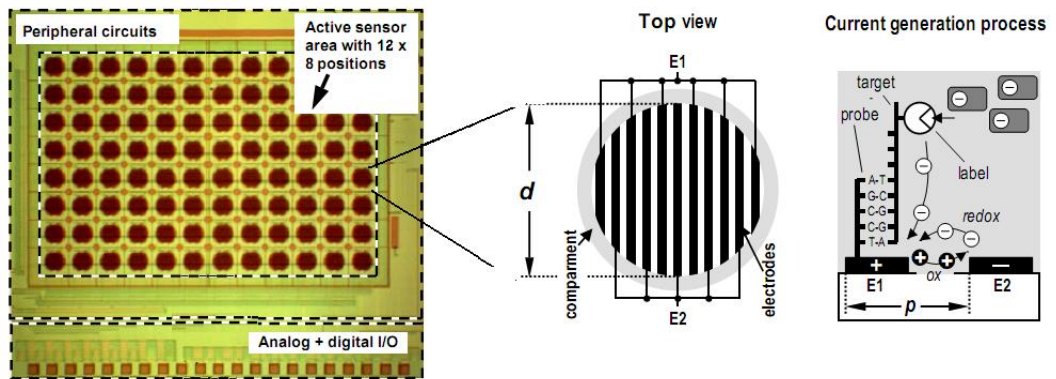 Peripheral circuits
Active sensor
area with 12 x
8 positions
Analog + digital I/O
Top view
E1
d
comparment
electrodes
E2
Current generation process
target
probe
label
A-T
G-C
C-G
C-G
T-A
redox
ox
+
−
E1
E2
p